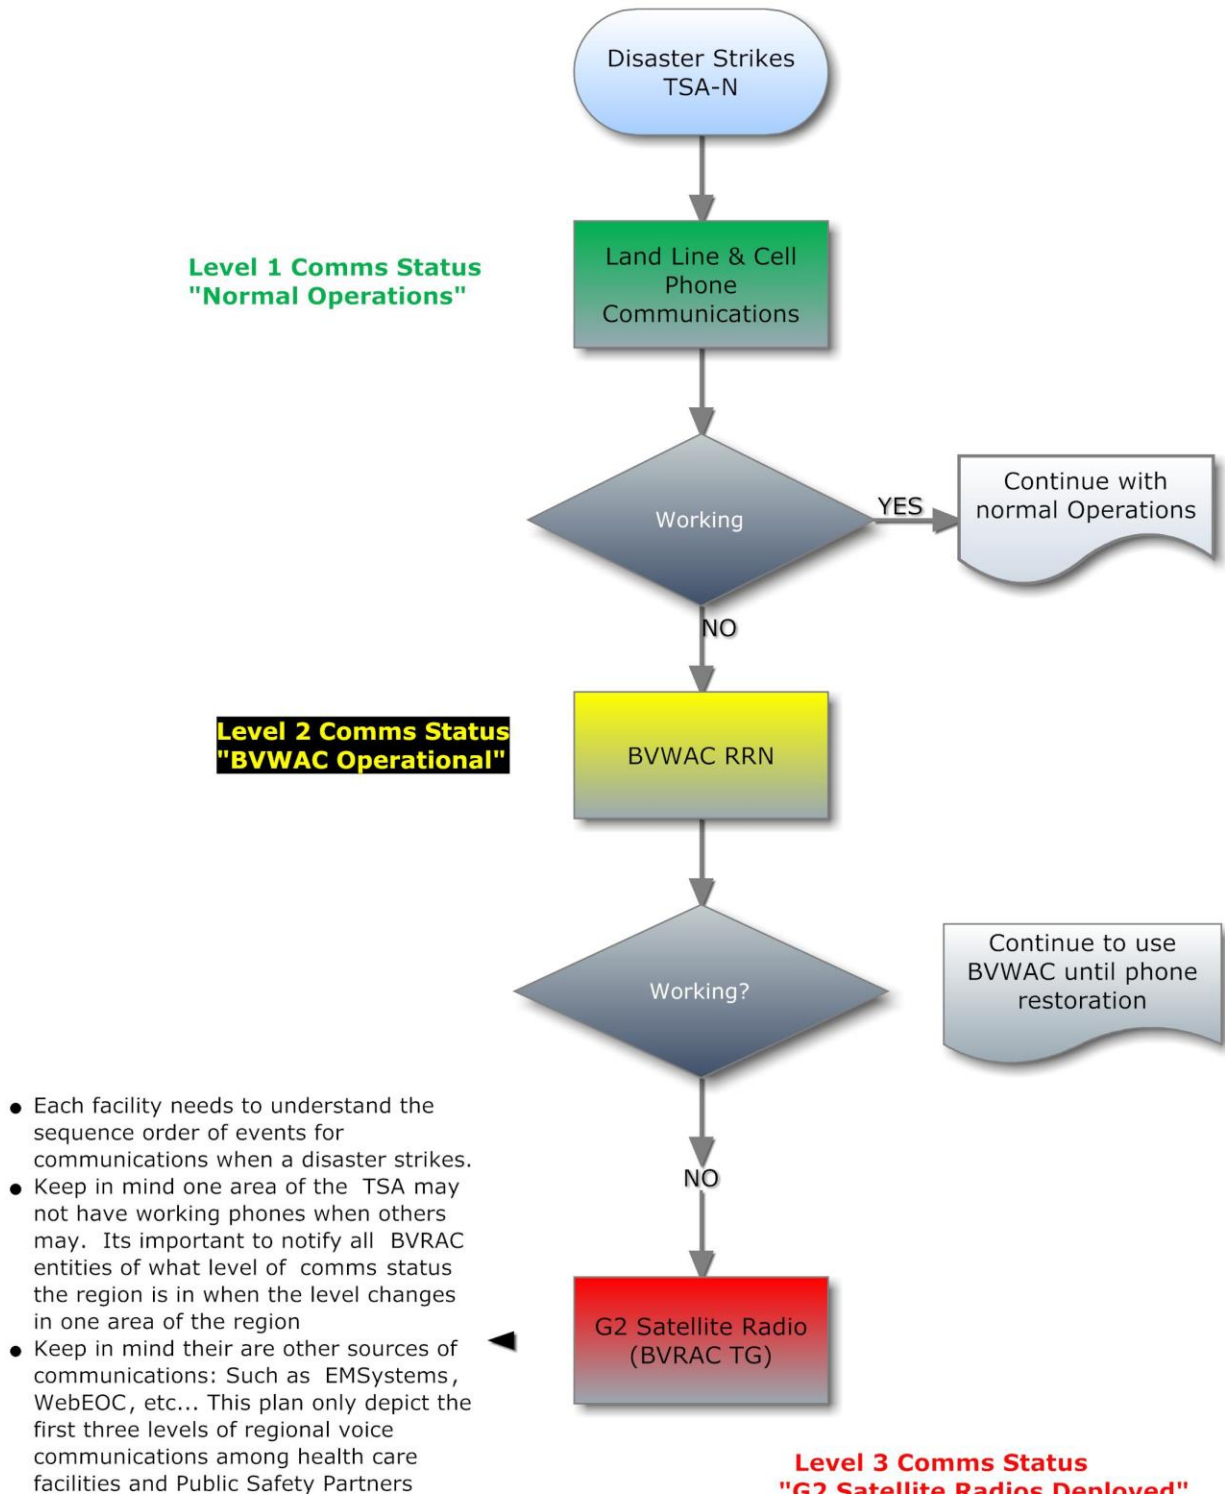 Disaster Strikes
TSA-N
Level 1 Comms Status
"Normal Operations"
Land Line & Cell
Phone
Communications
Working
YES
Continue with
normal Operations
NO
Level 2 Comms Status
"BVWAC Operational"
BVWAC RRN
Working?
Continue to use
BVWAC until phone
restoration
NO
• Each facility needs to understand the
sequence order of events for
communications when a disaster strikes.
• Keep in mind one area of the TSA may
not have working phones when others
may. Its important to notify all BVRAC
entities of what level of comms status
the region is in when the level changes
in one area of the region
• Keep in mind their are other sources of
communications: Such as EMSystems,
WebEOC, etc... This plan only depict the
first three levels of regional voice
communications among health care
facilities and Public Safety Partners
G2 Satellite Radio
(BVRAC TG)
Level 3 Comms Status
"G2 Satellite Radios Deployed"